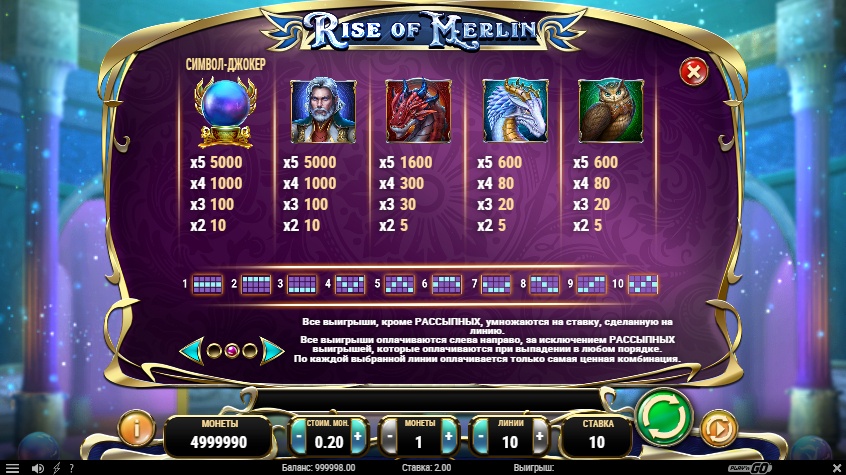 RISE OF MERLIN
СИМВОЛ-ДЖОКЕР
x5 5000 x5 5000 x5 1600 x5 600 x5 600
x4 1000 x4 1000 x4 300 x4 80 x4 80
x3 100 x3 100 x3 30 x3 20 x3 20
x2 10 x2 10 x2 5 x2 5 x2 5
1 2 3 4 5 6 7 8 9 10
Все выигрыши, кроме РАССЫПНЫХ, умножаются на ставку, сделанную на
линию.
Все выигрыши оплачиваются слева направо, за исключением РАССЫПНЫХ
выигрышей, которые оплачиваются при выпадении в любом порядке.
По каждой выбранной линии оплачивается только самая ценная комбинация.
МОНЕТЫ СТОИМ. МОН. МОНЕТЫ ЛИНИИ СТАВКА
4999990 - 0.20 + - 1 + - 10 + 10
Баланс: 999998.00 Ставка: 2.00 Выигрыш:
PLAY'N GO